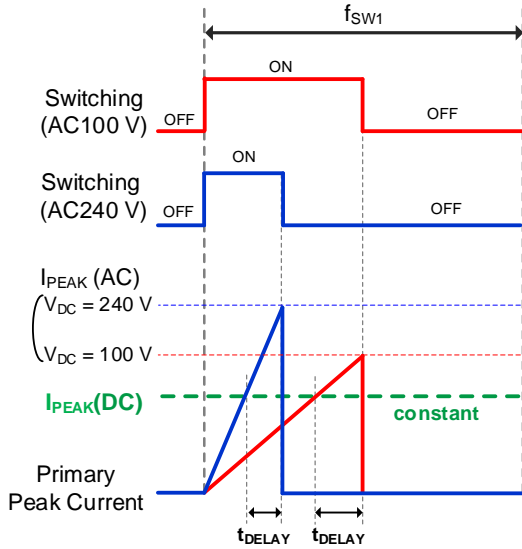 fSW1
ON
Switching
(AC100 V)
OFF
OFF
ON
Switching
(AC240 V)
OFF
OFF
IPEAK (AC)
VDC = 240 V
VDC = 100 V
IPEAK(DC)
constant
Primary
Peak Current
tDELAY
tDELAY